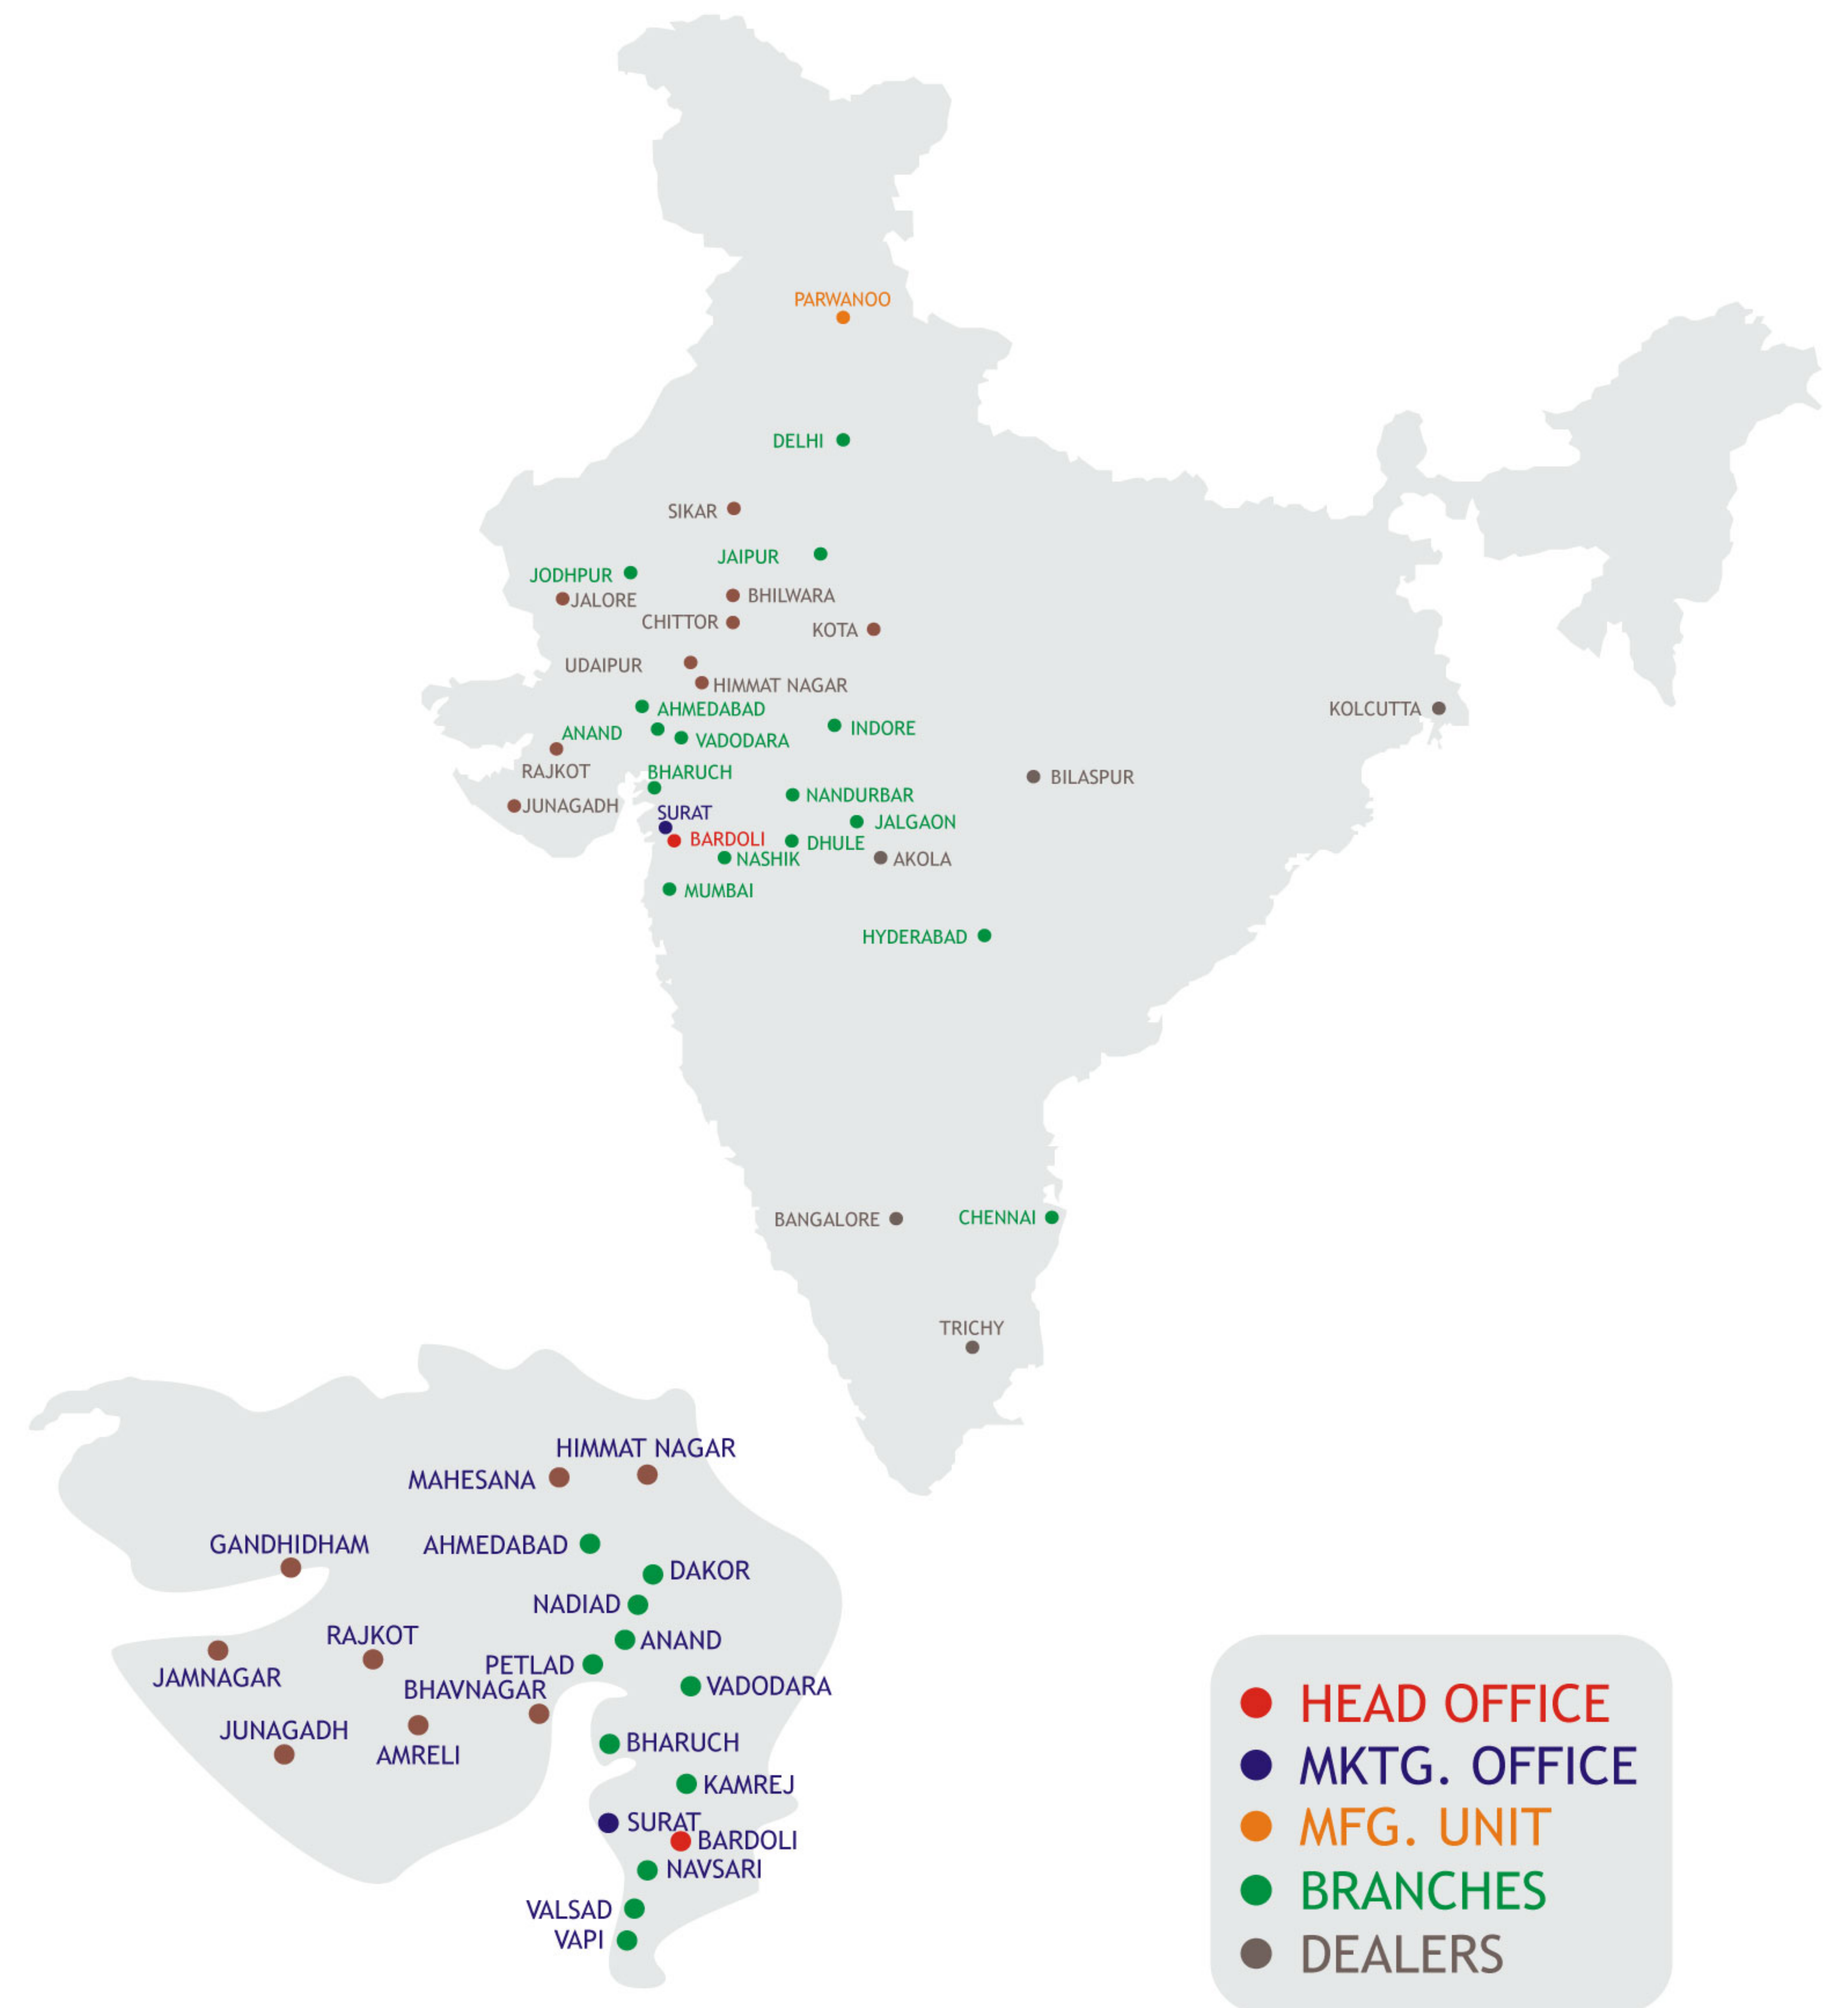 PARWANOO
DELHI
SIKAR
JAIPUR
JODHPUR
JALORE
BHILWARA
CHITTOR
KOTA
UDAIPUR
HIMMAT NAGAR
AHMEDABAD
KOLCUTTA
ANAND
INDORE
VADODARA
RAJKOT
BHARUCH
BILASPUR
NANDURBAR
JUNAGADH
SURAT
JALGAON
BARDOLI
DHULE
NASHIK
AKOLA
MUMBAI
HYDERABAD
BANGALORE
CHENNAI
TRICHY
HIMMAT NAGAR
MAHESANA
GANDHIDHAM
AHMEDABAD
DAKOR
NADIAD
RAJKOT
ANAND
PETLAD
JAMNAGAR
BHAVNAGAR
VADODARA
JUNAGADH
BHARUCH
AMRELI
KAMREJ
SURAT
BARDOLI
NAVSARI
VALSAD
VAPI
HEAD OFFICE
MKTG. OFFICE
MFG. UNIT
BRANCHES
DEALERS